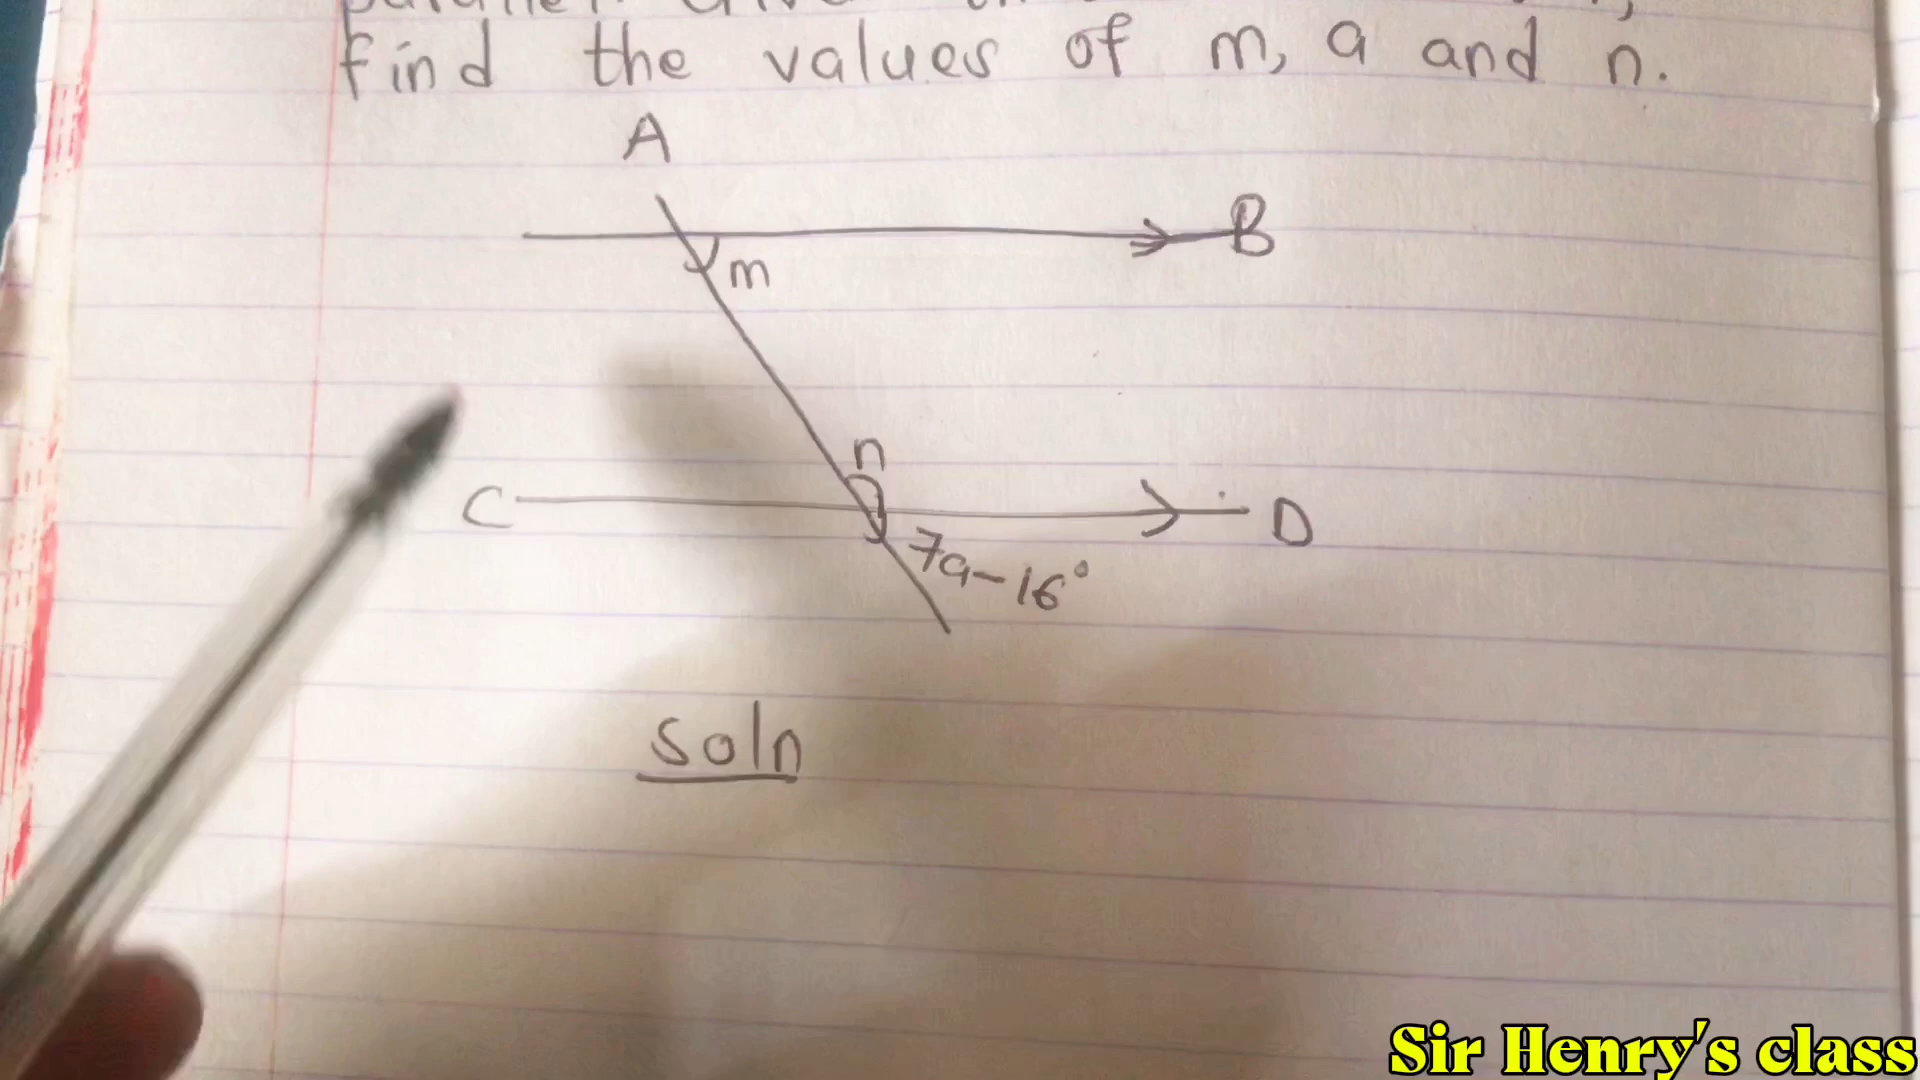 find the values of m, a and n.
A
B
m
n
C
D
7a-16°
soln
Sir Henry's class